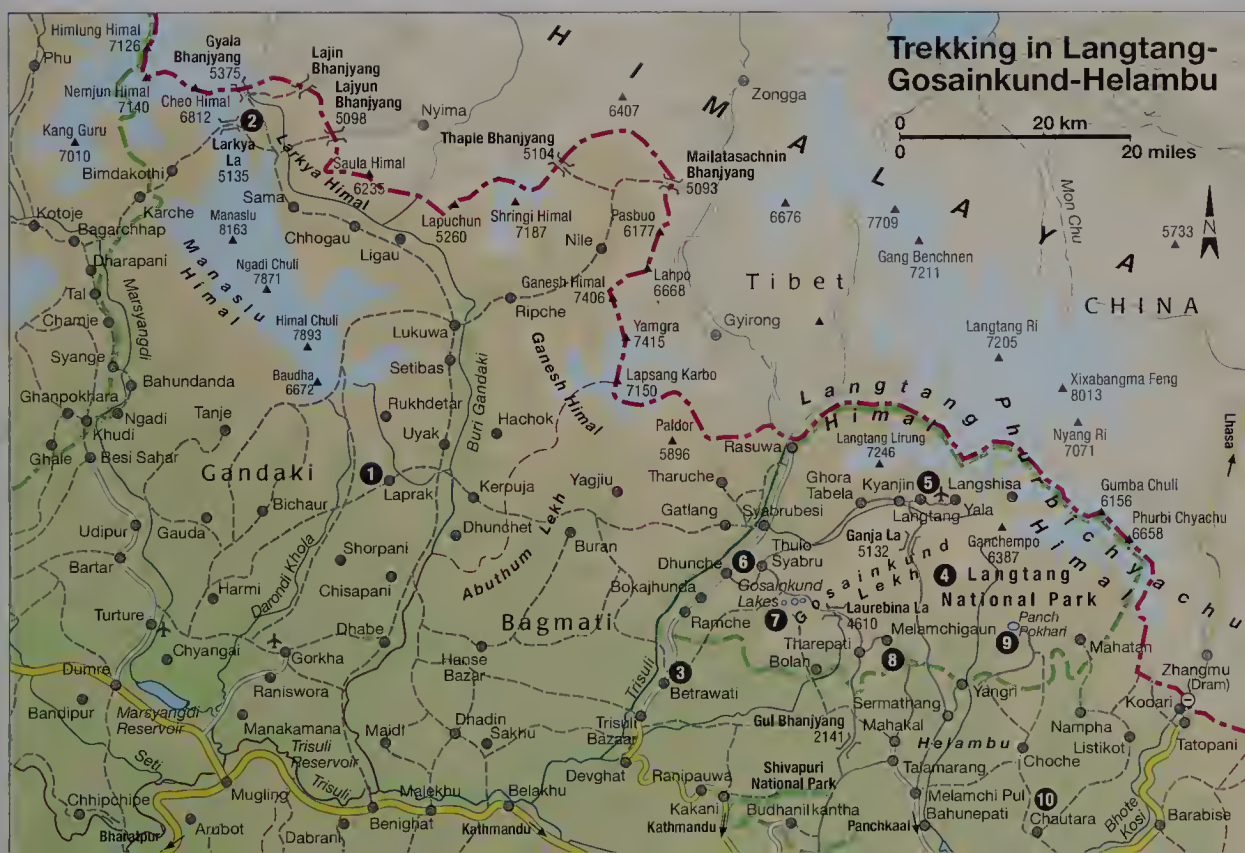 Trekking in Langtang-
Gosainkund-Helambu
0 20 km
0 20 miles
N
HIMALAYA
Himlung Himal
7126
Phu
Gyala
Bhanjyang
5375
Lajin
Bhanjyang
Lajyun
Bhanjyang
5098
Nemjun Himal
7140
Cheo Himal
6812
Kang Guru
7010
2
Larkya
La
5135
Larkya Himal
Nyima
6407
Zongga
Thaple Bhanjyang
5104
Mailatasachnin
Bhanjyang
5093
Bimdakothi
Saula Himal
6235
Sama
Karche
Kotoje
Bagarchhap
Manaslu
8163
Chhogau
Ligau
Lapuchun
5260
Shringi Himal
7187
Pasbuo
6177
Nile
6676
7709
Gang Benchnen
7211
Mon Chu
5733
Dharapani
Manaslu
Himal
Ngadi Chuli
7871
Tal
Marsyangdi
Chamje
Himal Chuli
7893
Lukuwa
Ripche
Ganesh Himal
7406
Lahpo
6668
Tibet
CHINA
Gyirong
Yamgra
7415
Langtang Ri
7205
Syange
Setibas
Ganesh Himal
Baudha
6672
Bahundanda
Lapsang Karbo
7150
Xixabangma Feng
8013
Ghanpokhara
Ngadi
Tanje
Rukhdetar
Buri Gandaki
Hachok
Langtang
Himal
Phurbichyachu
Himal
Nyang Ri
7071
Lhasa
Khudi
Ghale
Besi Sahar
Uyak
Paldor
5896
Rasuwa
Langtang Lirung
7246
Gandaki
1
Laprak
Kerpuja
Yagjiu
Tharuche
Ghora
Tabela
Kyanjin
5
Langshisa
Gumba Chuli
6156
Bichaur
Langtang
Yala
Udipur
Gauda
Dhundhet
Abuthum Lekh
Buran
Gatlang
Syabrubesi
Ganja La
5132
Ganchempo
6387
Phurbi Chyachu
6658
Shorpani
Bartar
Darondi Khola
Chisapani
Harmi
Thulo
Syabru
6
Dhunche
Gosainkund
Lekh
4
Langtang
National Park
Bokajhunda
Gosainkund
Lakes
7
Turture
Bagmati
Ramche
Laurebina La
4610
Melamchigaun
Panch
Pokhari
9
Mahatan
Dhabe
Chyangai
Gorkha
Hanse
Bazar
Tharepati
8
Bolah
Zhangmu
(Dram)
Dumre
Raniswora
Trisuli
3
Betrawati
Yangri
Kodari
Bandipur
Marsyangdi
Reservoir
Manakamana
Maidi
Dhadin
Sakhu
Trisuli
Bazaar
Gul Bhanjyang
2141
Sermathang
Mahakal
Helambu
Nampha
Listikot
Tatopani
Seti
Trisuli
Reservoir
Devghat
Shivapuri
National Park
Talamarang
Choche
Mugling
Trisuli
Ranipauwa
Chhipchipe
Malekhu
Belakhu
Kakani
Melamchi Pul
10
Bharatpur
Arubot
Dabran
Benighat
Kathmandu
Kathmandu
Budhanilkantha
Panchkaal
Bahunepati
Chautara
Bhote
Kosi
Barabise